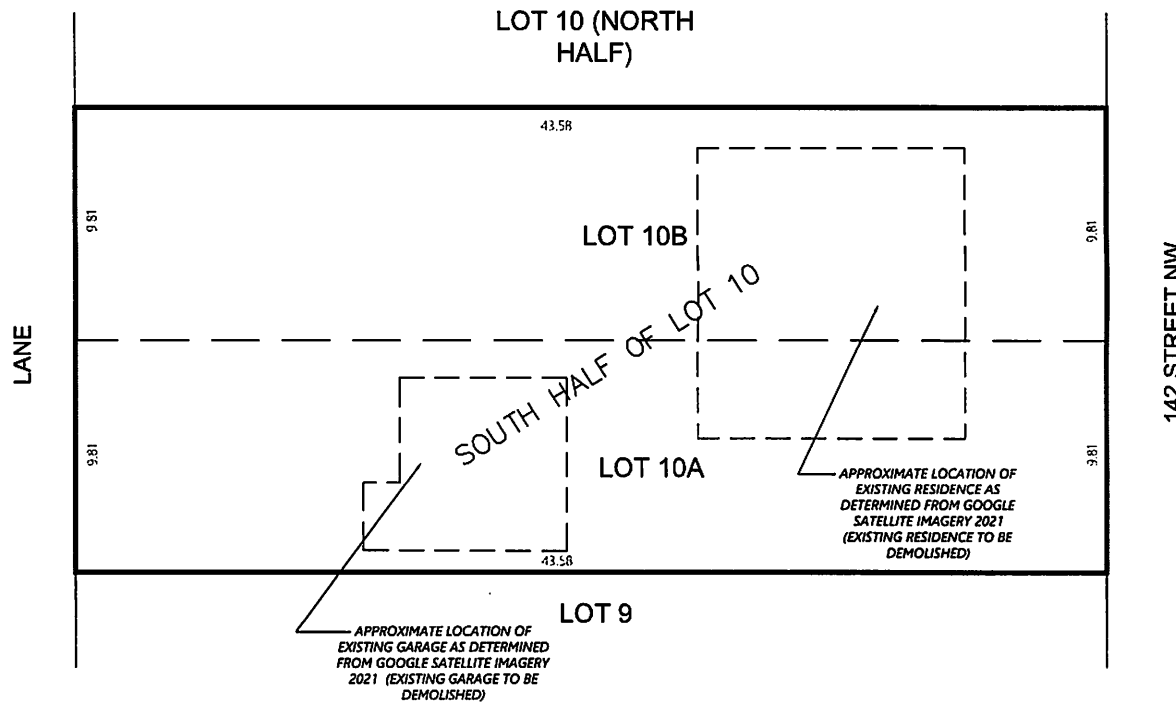 LOT 10 (NORTH
HALF)
43.58
9.81
9.81
LOT 10B
LANE
SOUTH HALF OF LOT 10
142 STREET NW
9.81
9.81
LOT 10A
APPROXIMATE LOCATION OF
EXISTING RESIDENCE AS
DETERMINED FROM GOOGLE
SATELLITE IMAGERY 2021
(EXISTING RESIDENCE TO BE
DEMOLISHED)
43.58
LOT 9
APPROXIMATE LOCATION OF
EXISTING GARAGE AS DETERMINED
FROM GOOGLE SATELLITE IMAGERY
2021 (EXISTING GARAGE TO BE
DEMOLISHED)